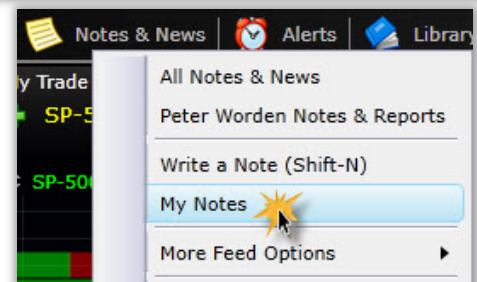 Notes & News Alerts Library
y Trade
SP-5
SP-500
All Notes & News
Peter Worden Notes & Reports
Write a Note (Shift-N)
My Notes
More Feed Options